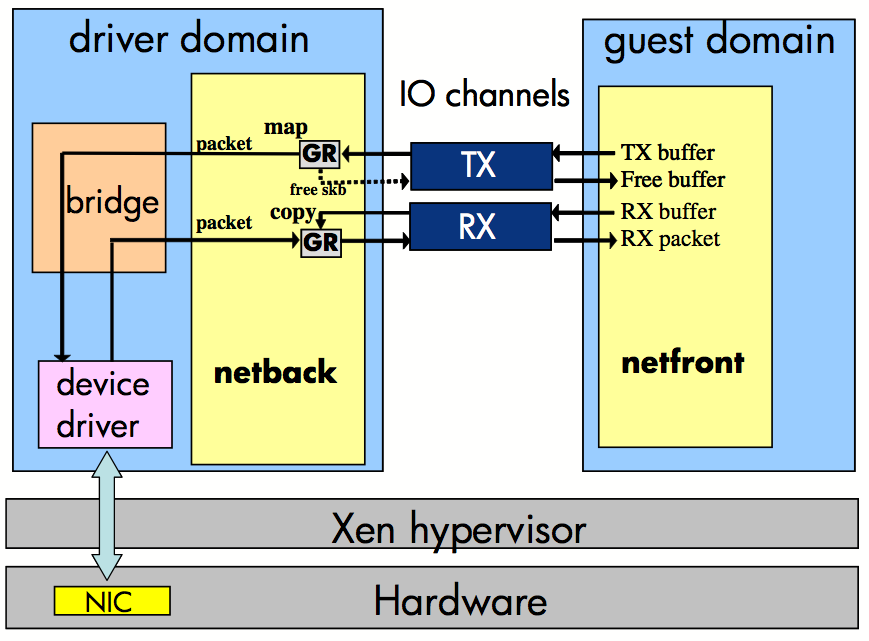 driver domain
guest domain
IO channels
map
packet
GR
TX
TX buffer
free skb
Free buffer
bridge
copy
packet
GR
RX
RX buffer
RX packet
netback
netfront
device
driver
Xen hypervisor
NIC
Hardware